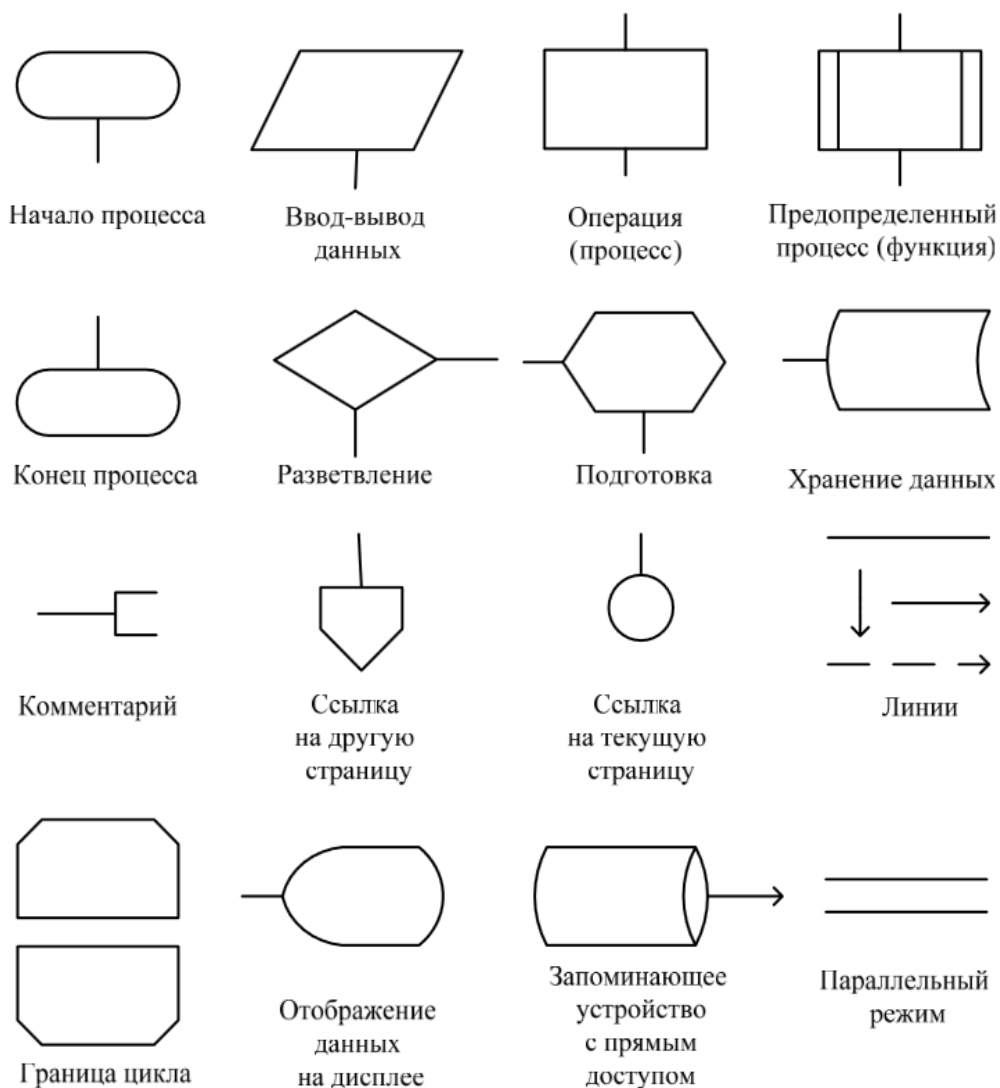 Начало процесса
Ввод-вывод
данных
Операция
(процесс)
Предопределенный
процесс (функция)
Конец процесса
Разветвление
Подготовка
Хранение данных
Комментарий
Ссылка
на другую
страницу
Ссылка
на текущую
страницу
Линии
Граница цикла
Отображение
данных
на дисплее
Запоминающее
устройство
с прямым
доступом
Параллельный
режим